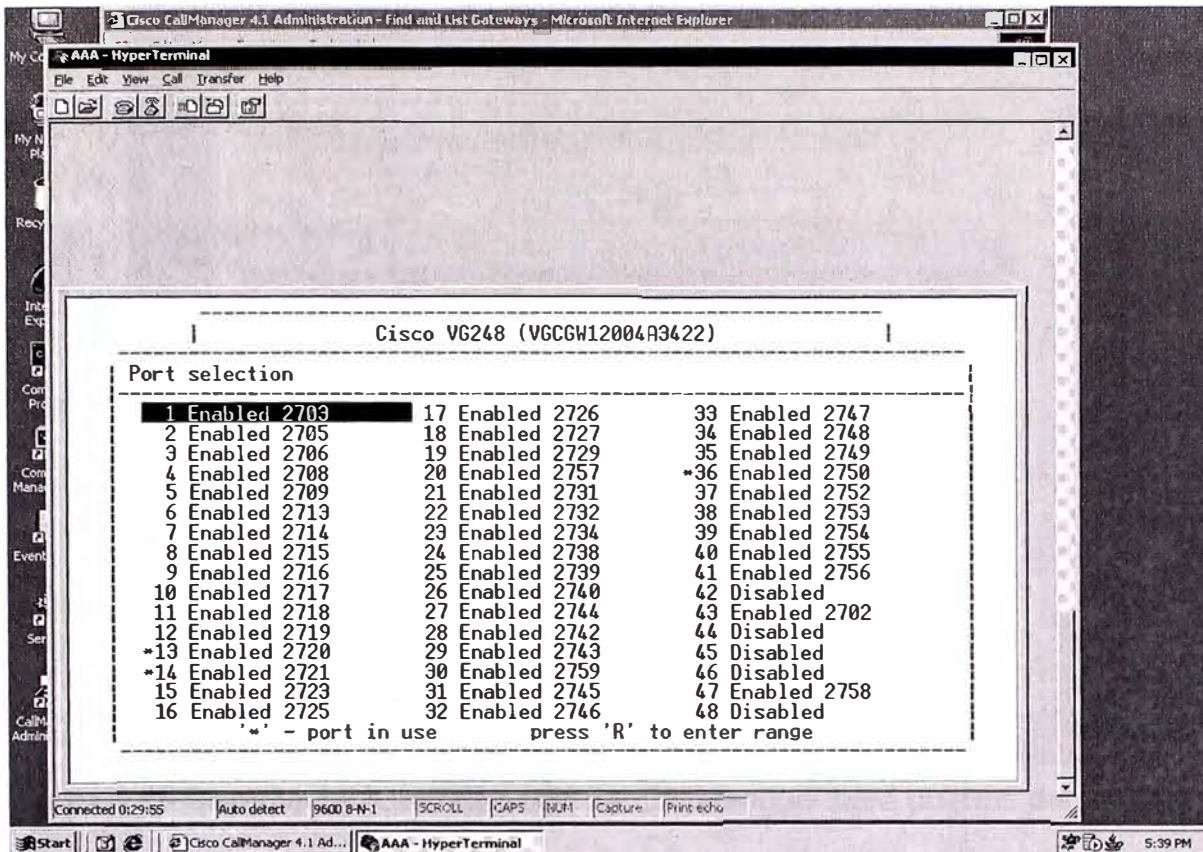 Cisco CallManager 4.1 Administration - Find and List Gateways - Microsoft Internet Explorer
AAA - HyperTerminal
File Edit View Call Transfer Help
Cisco VG248 (VGCGW12004A3422)
Port selection
1 Enabled 2703 17 Enabled 2726 33 Enabled 2747
2 Enabled 2705 18 Enabled 2727 34 Enabled 2748
3 Enabled 2706 19 Enabled 2729 35 Enabled 2749
4 Enabled 2708 20 Enabled 2757 *36 Enabled 2750
5 Enabled 2709 21 Enabled 2731 37 Enabled 2752
6 Enabled 2713 22 Enabled 2732 38 Enabled 2753
7 Enabled 2714 23 Enabled 2734 39 Enabled 2754
8 Enabled 2715 24 Enabled 2738 40 Enabled 2755
9 Enabled 2716 25 Enabled 2739 41 Enabled 2756
10 Enabled 2717 26 Enabled 2740 42 Disabled
11 Enabled 2718 27 Enabled 2744 43 Enabled 2702
12 Enabled 2719 28 Enabled 2742 44 Disabled
*13 Enabled 2720 29 Enabled 2743 45 Disabled
*14 Enabled 2721 30 Enabled 2759 46 Disabled
15 Enabled 2723 31 Enabled 2745 47 Enabled 2758
16 Enabled 2725 32 Enabled 2746 48 Disabled
'*' - port in use press 'R' to enter range
Connected 0:29:55 Auto detect 9600 8-N-1 SCROLL CAPS NUM Capture Print echo
Start Cisco CallManager 4.1 Ad... AAA - HyperTerminal 5:39 PM